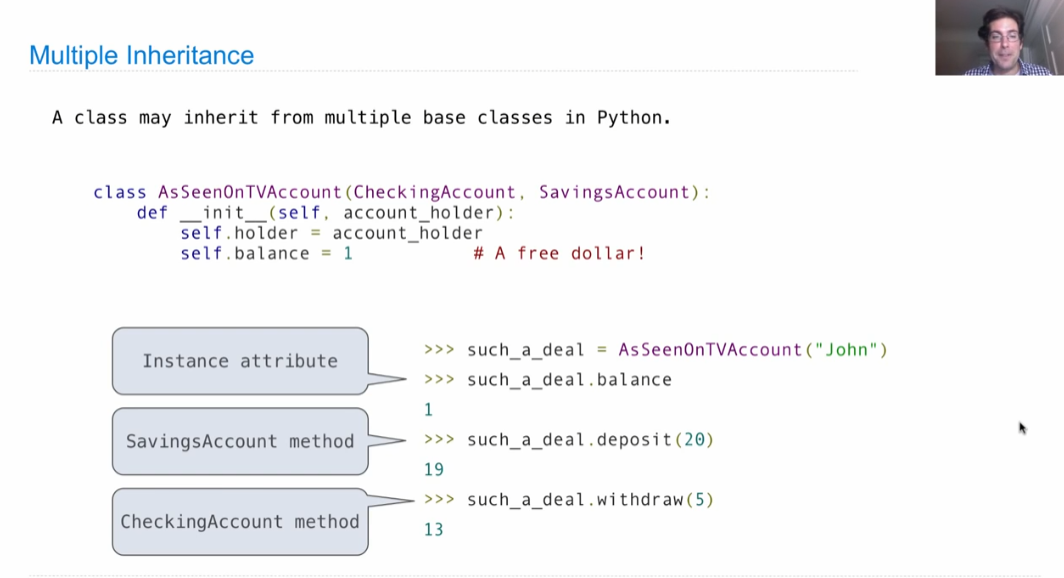 Multiple Inheritance
A class may inherit from multiple base classes in Python.
class AsSeenOnTVAccount(CheckingAccount, SavingsAccount):
    def __init__(self, account_holder):
        self.holder = account_holder
        self.balance = 1           # A free dollar!
Instance attribute
SavingsAccount method
CheckingAccount method
>>> such_a_deal = AsSeenOnTVAccount("John")
>>> such_a_deal.balance
1
>>> such_a_deal.deposit(20)
19
>>> such_a_deal.withdraw(5)
13